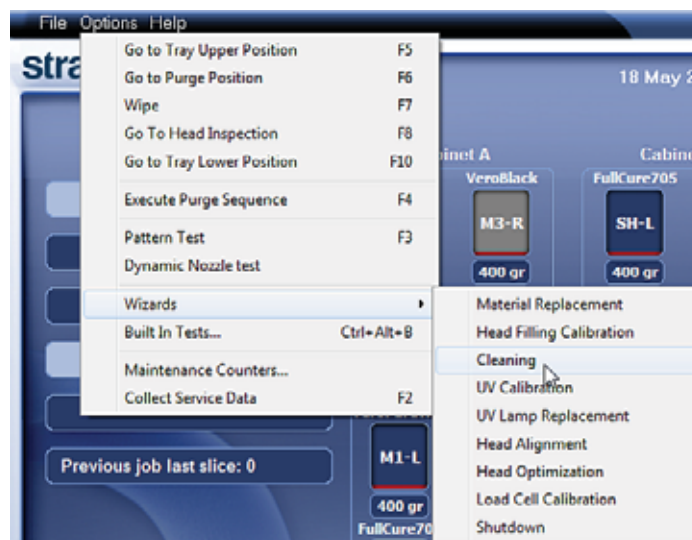 File Options Help
stra
18 May 2
Go to Tray Upper Position F5
Go to Purge Position F6
Wipe F7
Go To Head Inspection F8
Go to Tray Lower Position F10
Execute Purge Sequence F4
Pattern Test F3
Dynamic Nozzle test
Wizards
Built In Tests... Ctrl+Alt+B
Maintenance Counters...
Collect Service Data F2
inet A
Cabine
VeroBlack
FullCure705
M3-R
SH-L
400 gr
400 gr
Material Replacement
Head Filling Calibration
Cleaning
UV Calibration
UV Lamp Replacement
Head Alignment
Head Optimization
Load Cell Calibration
Shutdown
Previous job last slice: 0
M1-L
400 gr
FullCure70